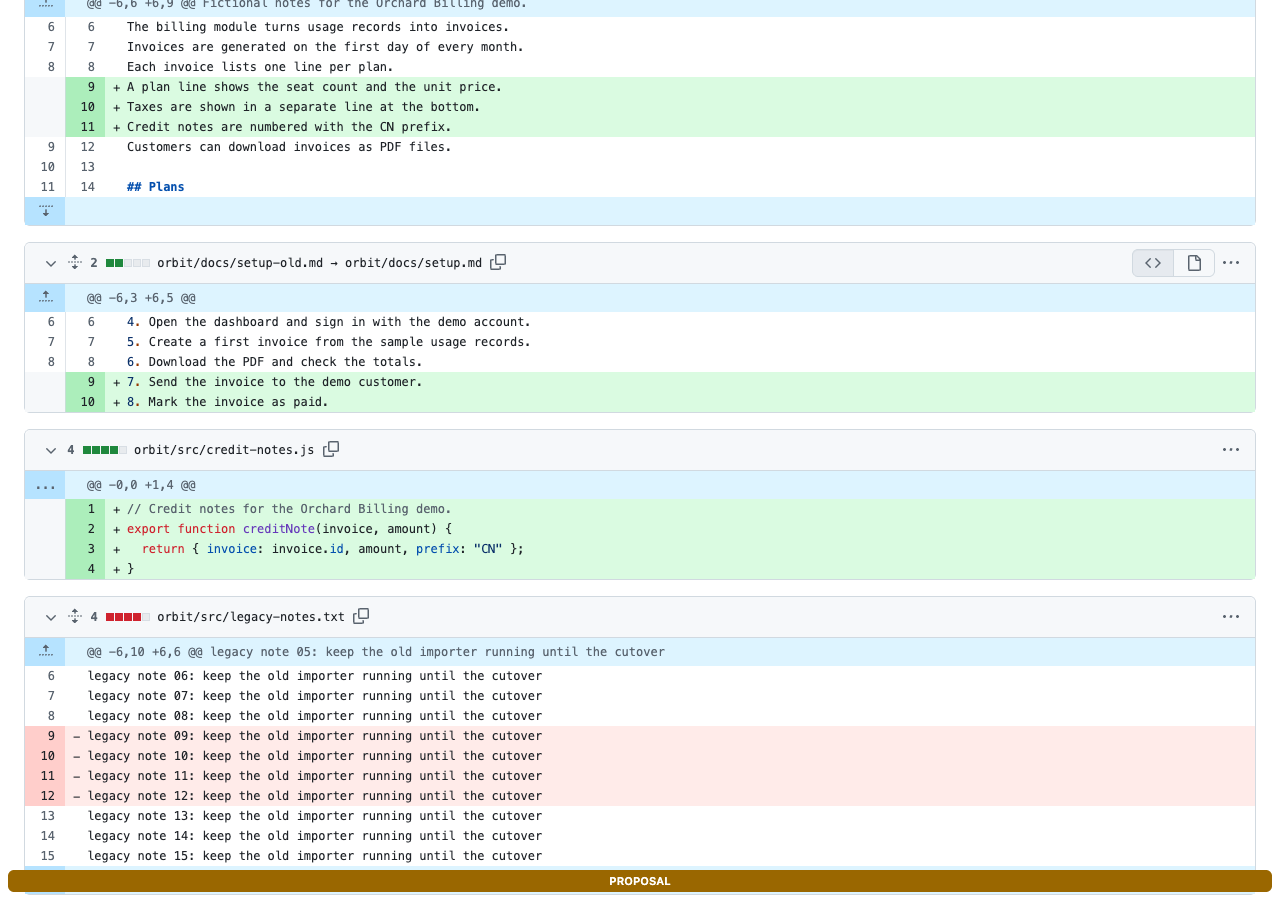 @@ -6,6 +6,9 @@ Fictional notes for the Orchard Billing demo.
6 6 The billing module turns usage records into invoices.
7 7 Invoices are generated on the first day of every month.
8 8 Each invoice lists one line per plan.
9 + A plan line shows the seat count and the unit price.
10 + Taxes are shown in a separate line at the bottom.
11 + Credit notes are numbered with the CN prefix.
9 12 Customers can download invoices as PDF files.
10 13
11 14 ## Plans
2 orbit/docs/setup-old.md → orbit/docs/setup.md
@@ -6,3 +6,5 @@
6 6 4. Open the dashboard and sign in with the demo account.
7 7 5. Create a first invoice from the sample usage records.
8 8 6. Download the PDF and check the totals.
9 + 7. Send the invoice to the demo customer.
10 + 8. Mark the invoice as paid.
4 orbit/src/credit-notes.js
... @@ -0,0 +1,4 @@
1 + // Credit notes for the Orchard Billing demo.
2 + export function creditNote(invoice, amount) {
3 +   return { invoice: invoice.id, amount, prefix: "CN" };
4 + }
4 orbit/src/legacy-notes.txt
@@ -6,10 +6,6 @@ legacy note 05: keep the old importer running until the cutover
6 legacy note 06: keep the old importer running until the cutover
7 legacy note 07: keep the old importer running until the cutover
8 legacy note 08: keep the old importer running until the cutover
9 – legacy note 09: keep the old importer running until the cutover
10 – legacy note 10: keep the old importer running until the cutover
11 – legacy note 11: keep the old importer running until the cutover
12 – legacy note 12: keep the old importer running until the cutover
13 legacy note 13: keep the old importer running until the cutover
14 legacy note 14: keep the old importer running until the cutover
15 legacy note 15: keep the old importer running until the cutover
PROPOSAL